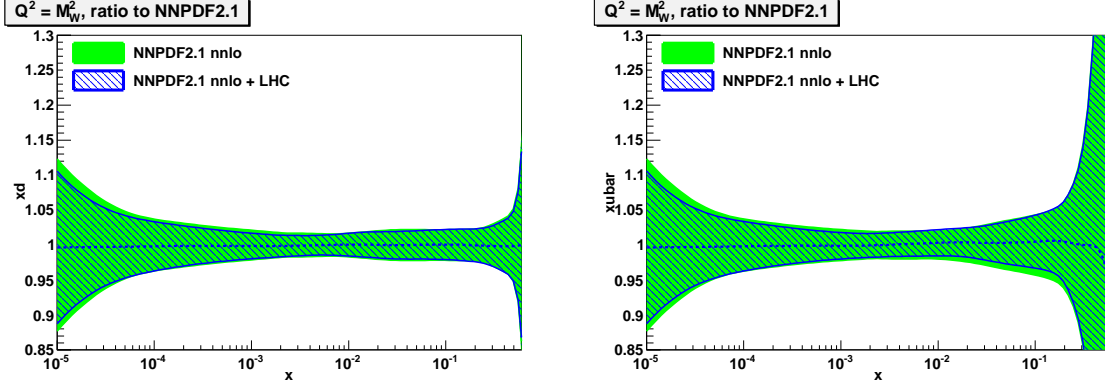 Q² = M²_W, ratio to NNPDF2.1
NNPDF2.1 nnlo
NNPDF2.1 nnlo + LHC
xd
1.3
1.25
1.2
1.15
1.1
1.05
1
0.95
0.9
0.85
10⁻⁵ 10⁻⁴ 10⁻³ 10⁻² 10⁻¹
x
Q² = M²_W, ratio to NNPDF2.1
NNPDF2.1 nnlo
NNPDF2.1 nnlo + LHC
xubar
1.3
1.25
1.2
1.15
1.1
1.05
1
0.95
0.9
0.85
10⁻⁵ 10⁻⁴ 10⁻³ 10⁻² 10⁻¹
x